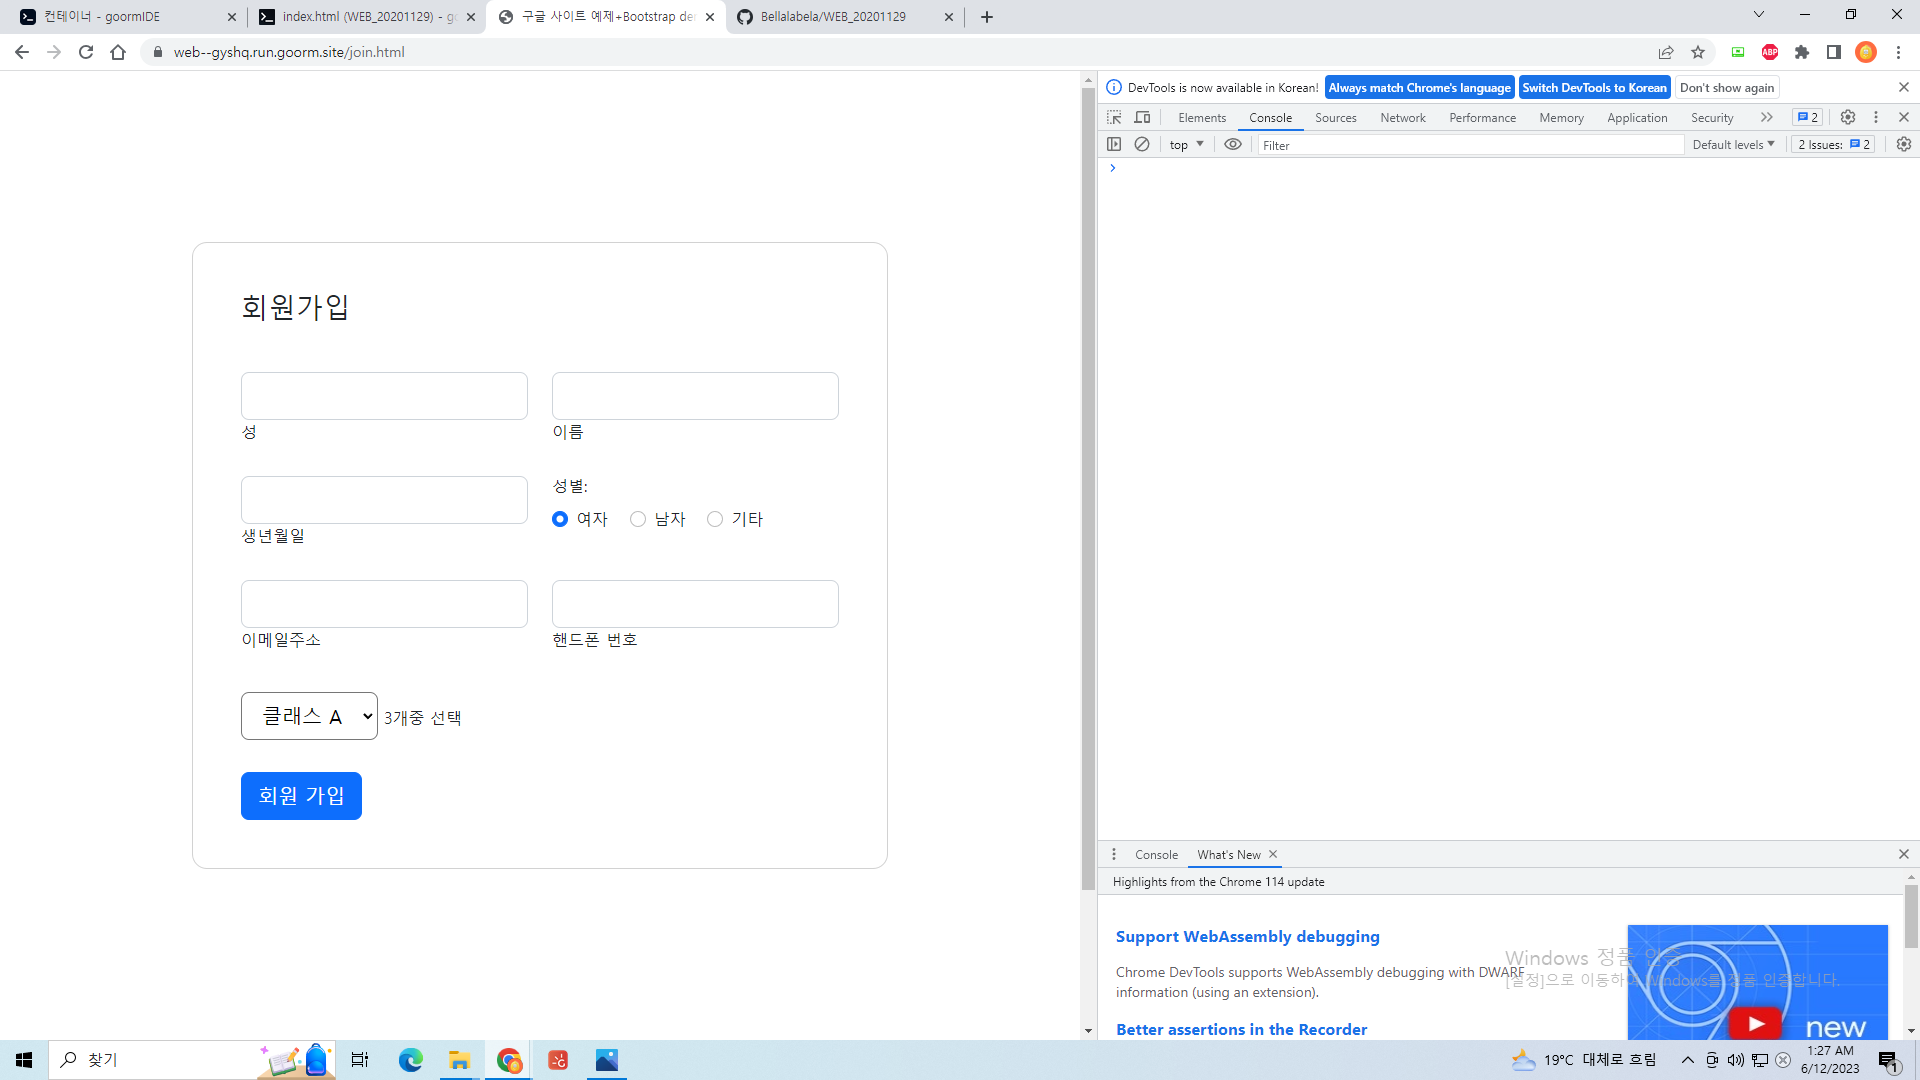 컨테이너 - goormIDE
index.html (WEB_20201129) - go
구글 사이트 예제+Bootstrap de
Bellalabela/WEB_20201129
web--gyshq.run.goorm.site/join.html
ABP
DevTools is now available in Korean!
Always match Chrome's language
Switch DevTools to Korean
Don't show again
Elements
Console
Sources
Network
Performance
Memory
Application
Security
2
top
Filter
Default levels
2 Issues: 2
회원가입
성
이름
생년월일
성별:
여자
남자
기타
이메일주소
핸드폰 번호
클래스 A
3개중 선택
회원 가입
Console
What's New
Highlights from the Chrome 114 update
Support WebAssembly debugging
Chrome DevTools supports WebAssembly debugging with DWARF
information (using an extension).
Better assertions in the Recorder
new
Windows 정품 인증
[설정]으로 이동하여 Windows를 정품 인증합니다.
찾기
19°C 대체로 흐림
1:27 AM
6/12/2023
1